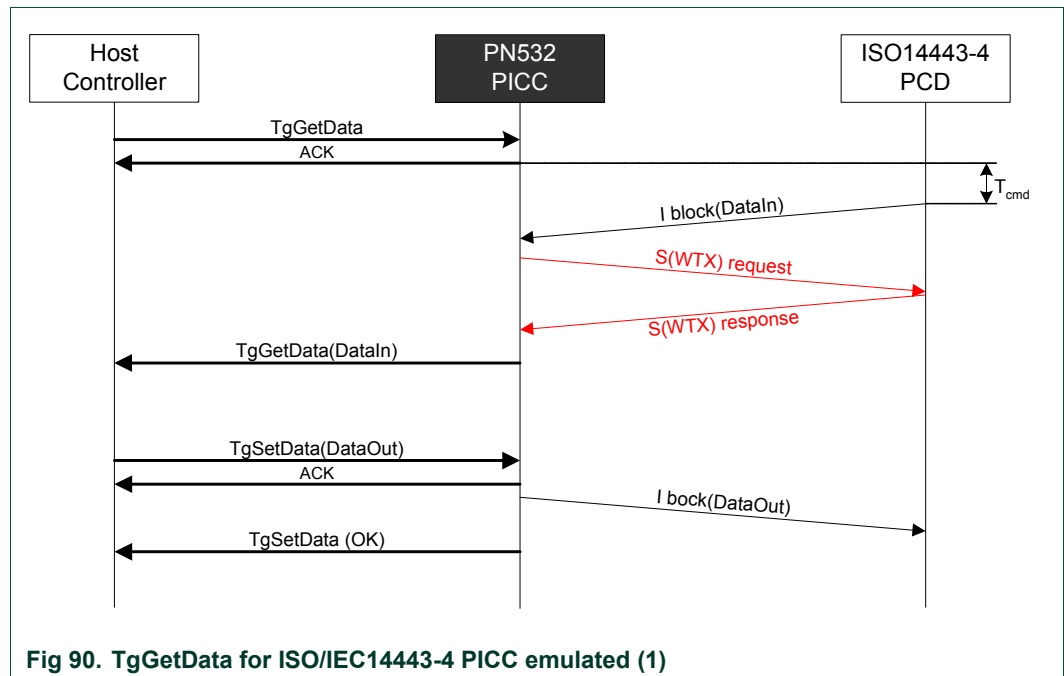 Host
Controller
PN532
PICC
ISO14443-4
PCD
TgGetData
ACK
Tcmd
I block(DataIn)
S(WTX) request
S(WTX) response
TgGetData(DataIn)
TgSetData(DataOut)
ACK
I bock(DataOut)
TgSetData (OK)
Fig 90. TgGetData for ISO/IEC14443-4 PICC emulated (1)